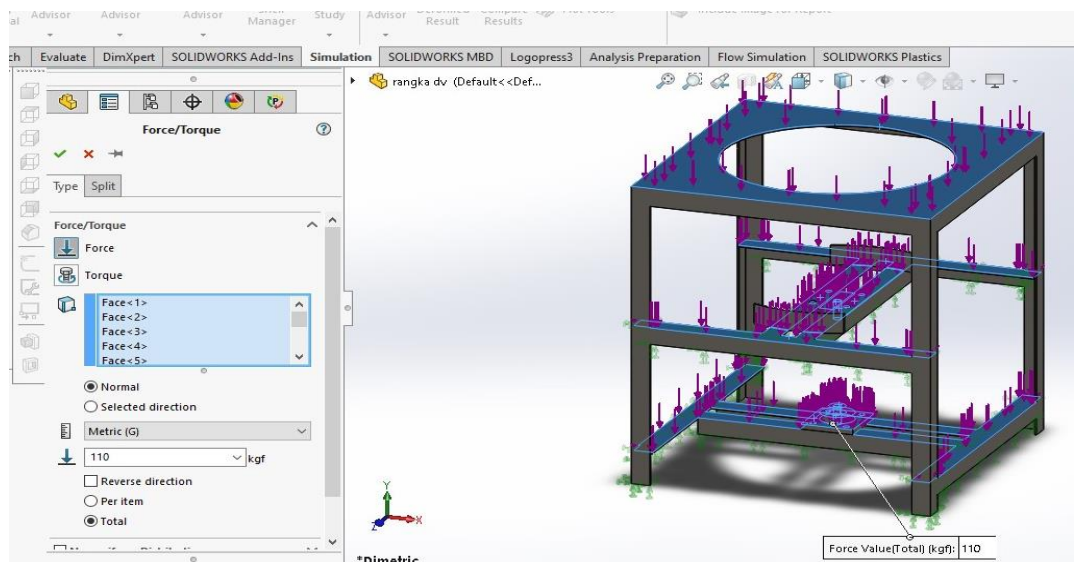 al Advisor Advisor Advisor Manager Study Advisor Result Results
ch Evaluate DimXpert SOLIDWORKS Add-Ins Simulation SOLIDWORKS MBD Logopress3 Analysis Preparation Flow Simulation SOLIDWORKS Plastics
rangka dv (Default<<Def...
Force/Torque
Type Split
Force/Torque
Force
Torque
Face<1>
Face<2>
Face<3>
Face<4>
Face<5>
Normal
Selected direction
Metric (G)
110 kgf
Reverse direction
Per item
Total
Y
X
Z
*Dimetric
Force Value(Total) (kgf): 110